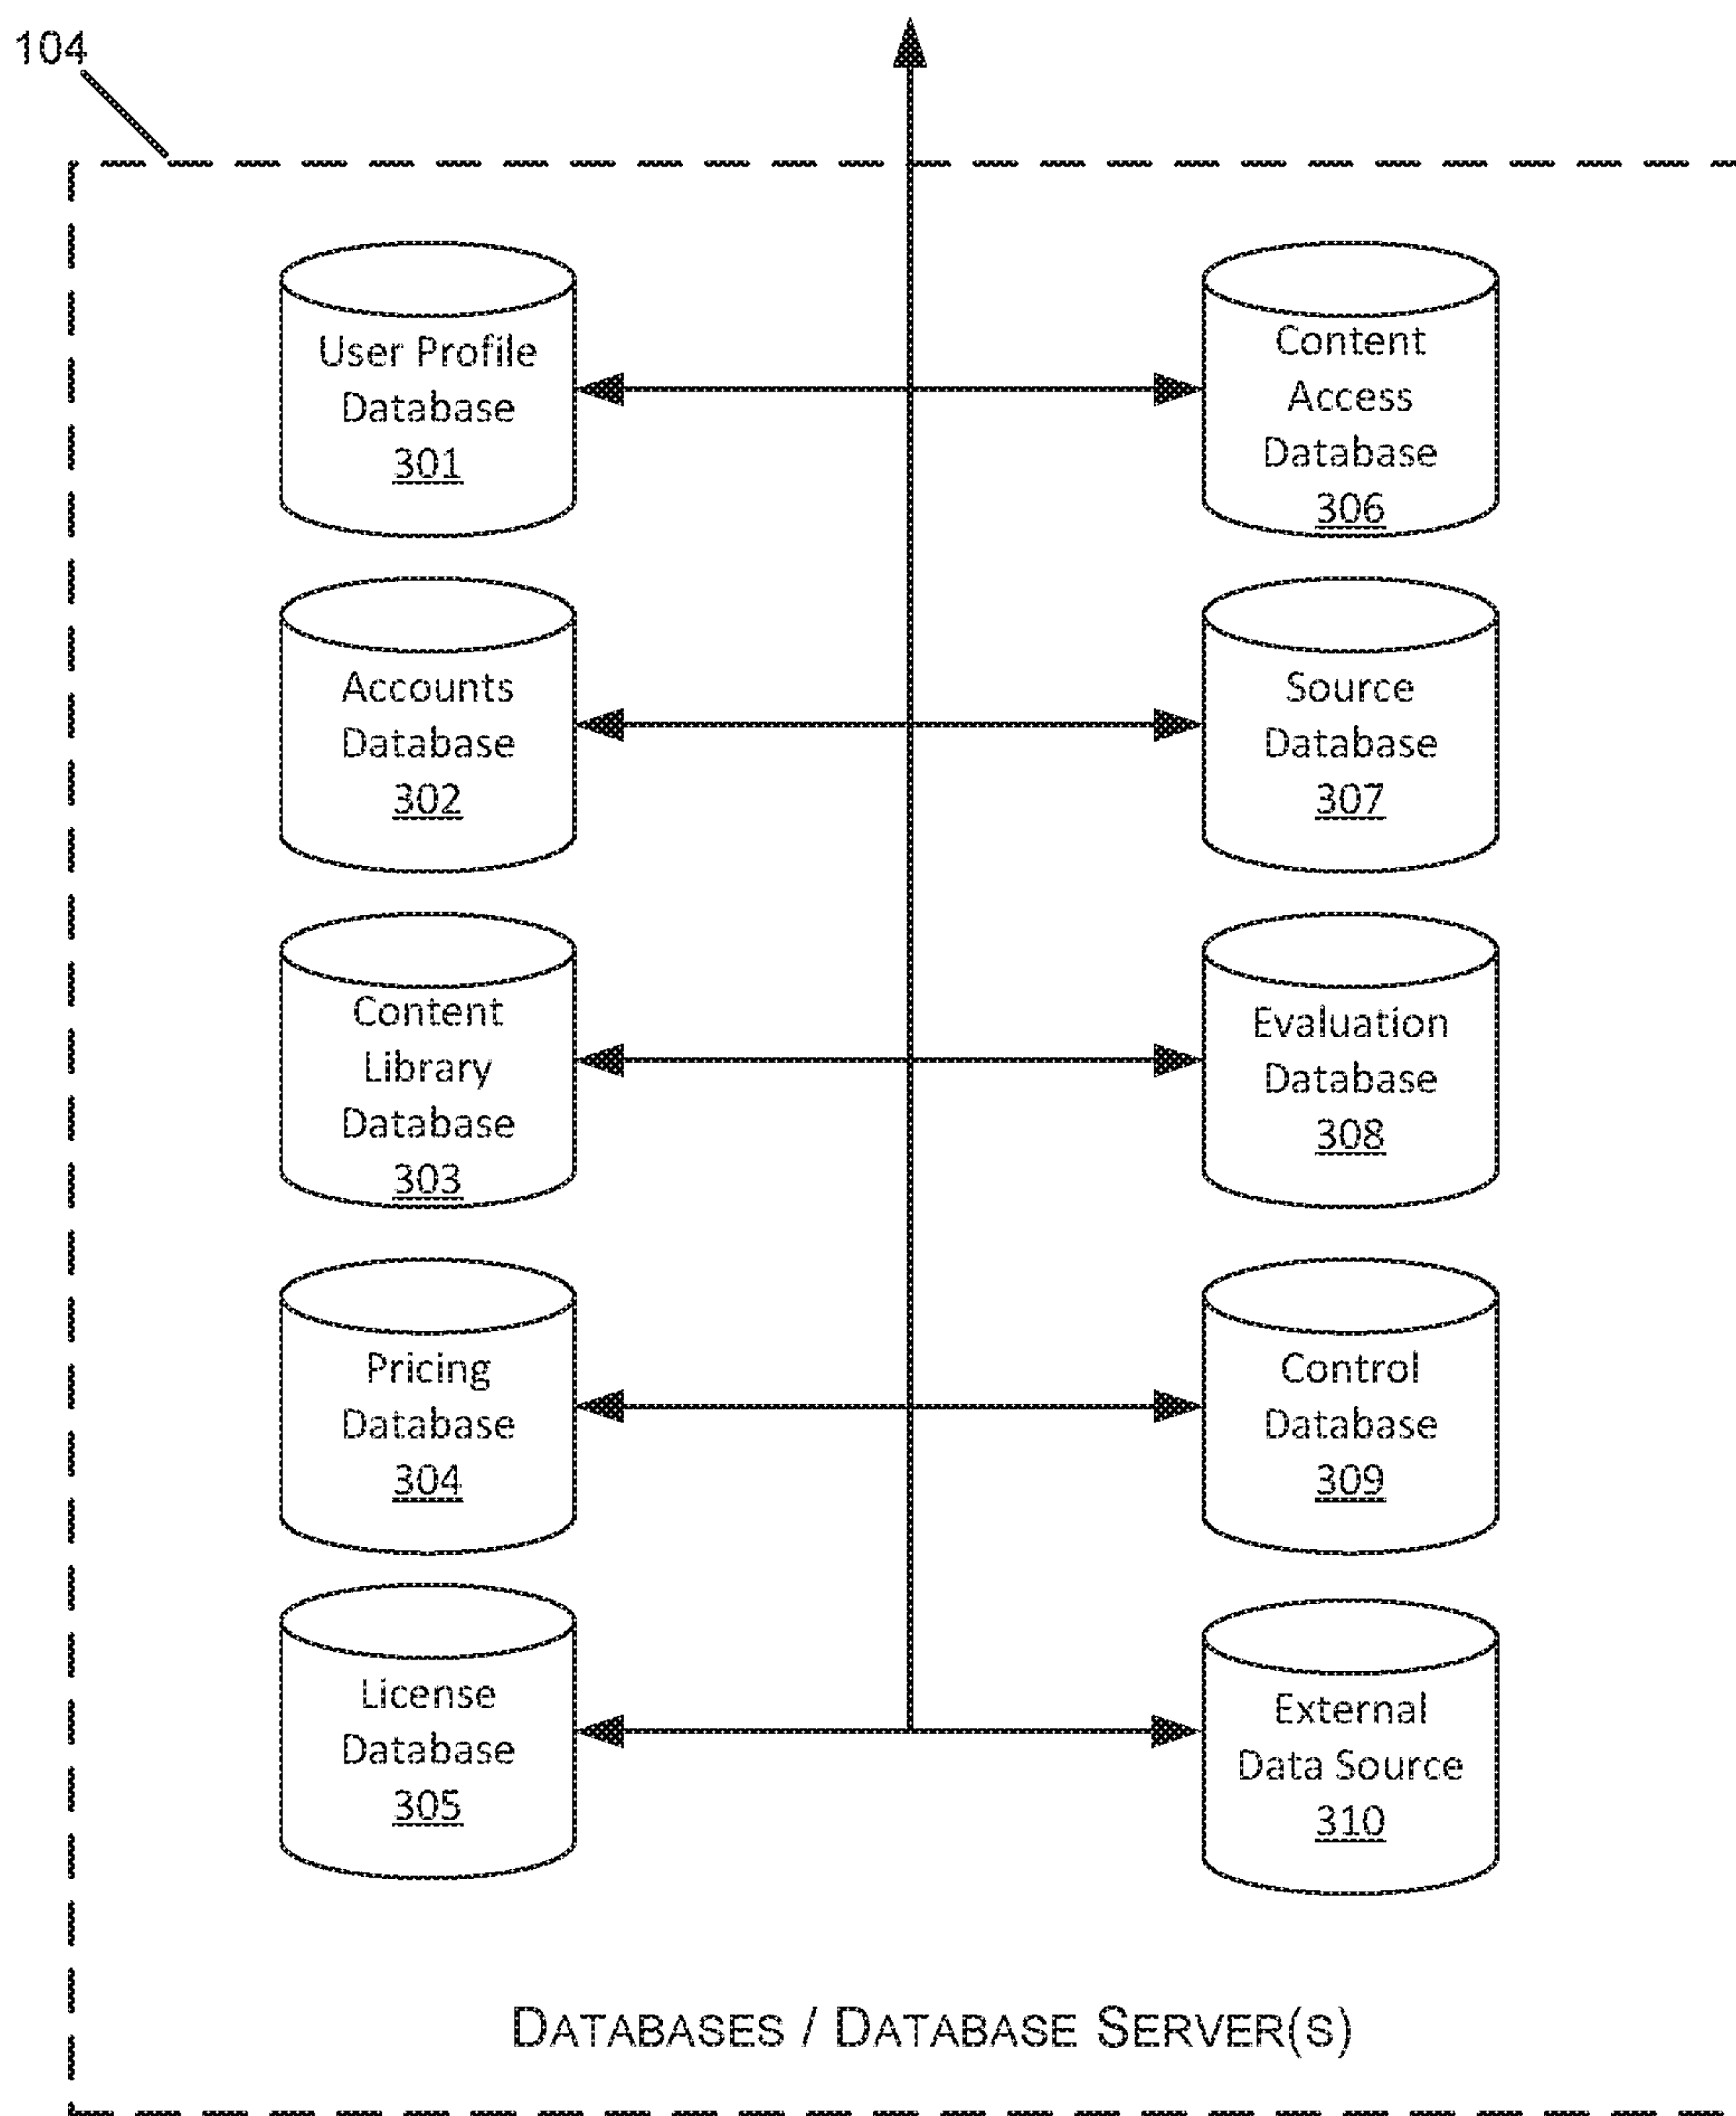 104
User Profile
Database
301
Content
Access
Database
306
Accounts
Database
302
Source
Database
307
Content
Library
Database
303
Evaluation
Database
308
Pricing
Database
304
Control
Database
309
License
Database
305
External
Data Source
310
DATABASES / DATABASE SERVER(S)